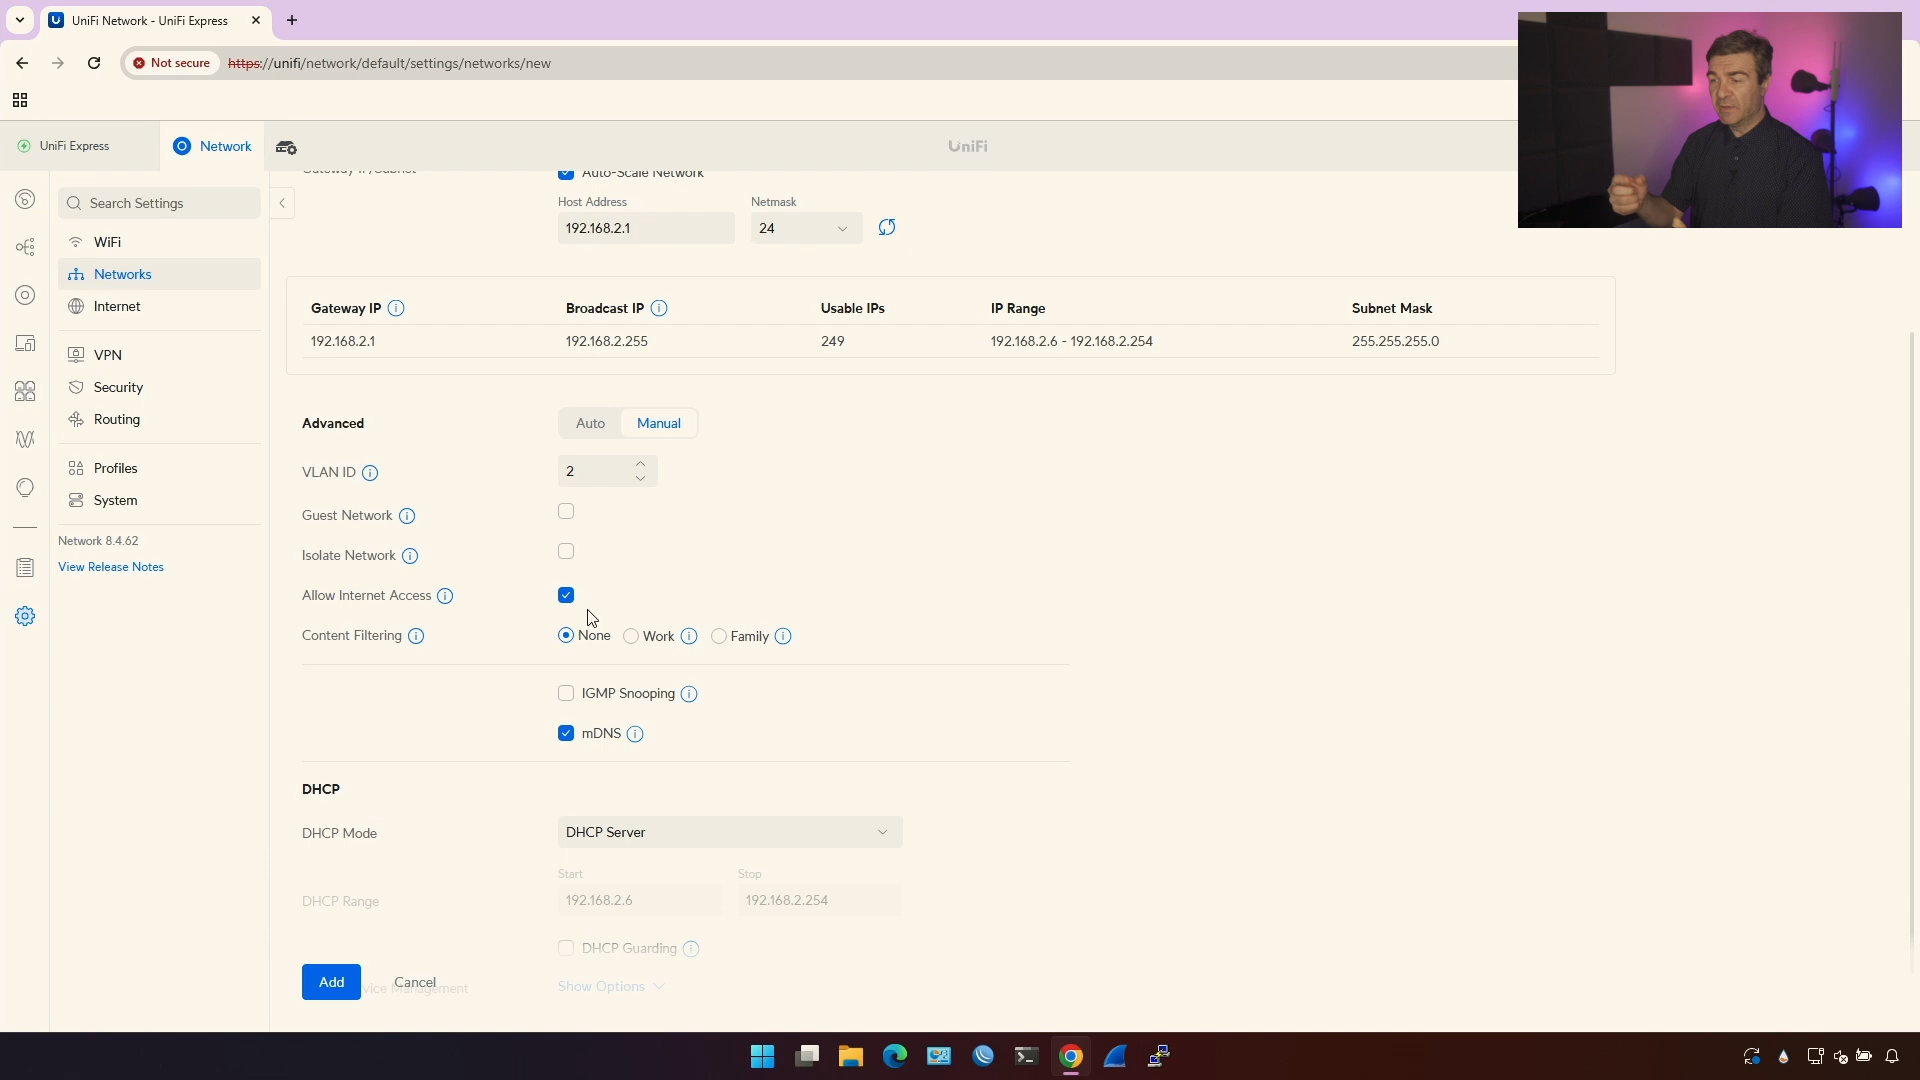 UniFi Network - UniFi Express
Not secure
https://unifi/network/default/settings/networks/new
UniFi Express
Network
UniFi
Search Settings
WiFi
Networks
Internet
VPN
Security
Routing
Profiles
System
Network 8.4.62
View Release Notes
Gateway IP/Subnet
Auto-Scale Network
Host Address
Netmask
192.168.2.1
24
Gateway IP
Broadcast IP
Usable IPs
IP Range
Subnet Mask
192.168.2.1
192.168.2.255
249
192.168.2.6 - 192.168.2.254
255.255.255.0
Advanced
Auto
Manual
VLAN ID
2
Guest Network
Isolate Network
Allow Internet Access
Content Filtering
None
Work
Family
IGMP Snooping
mDNS
DHCP
DHCP Mode
DHCP Server
Start
Stop
DHCP Range
192.168.2.6
192.168.2.254
DHCP Guarding
Add
Cancel
Management
Show Options